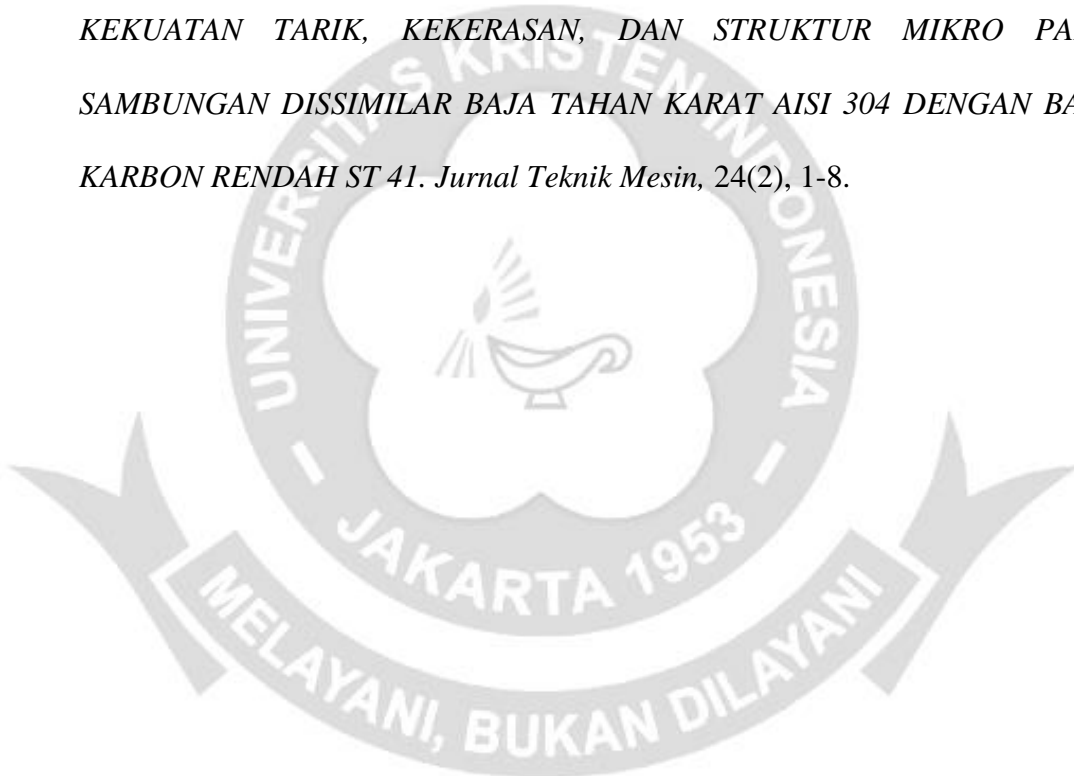 KEKUATAN TARIK, KEKERASAN, DAN STRUKTUR MIKRO PA
SAMBUNGAN DISSIMILAR BAJA TAHAN KARAT AISI 304 DENGAN BA
KARBON RENDAH ST 41. Jurnal Teknik Mesin, 24(2), 1-8.
UNIVERSITAS KRISTEN INDONESIA
- JAKARTA 1953 -
MELAYANI, BUKAN DILAYANI